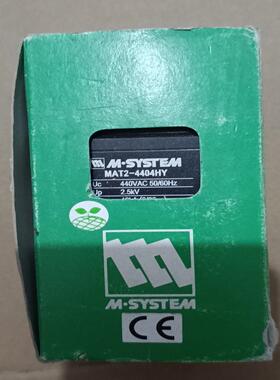 M-SYSTEM
MAT2-4404HY
Uc 440VAC 50/60Hz
Up 2.5kV
M-SYSTEM
CE